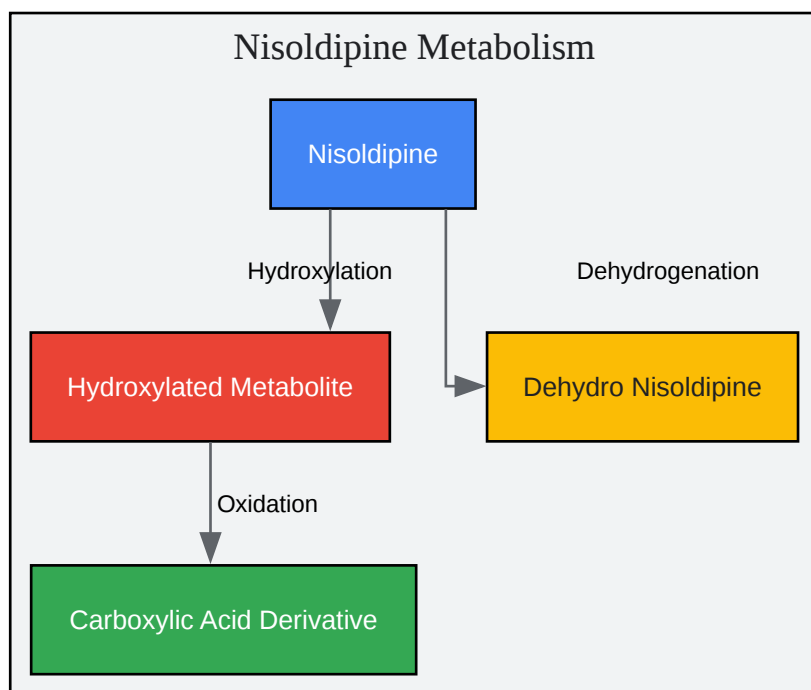 Nisoldipine Metabolism
Nisoldipine
Hydroxylation
Dehydrogenation
Hydroxylated Metabolite
Dehydro Nisoldipine
Oxidation
Carboxylic Acid Derivative